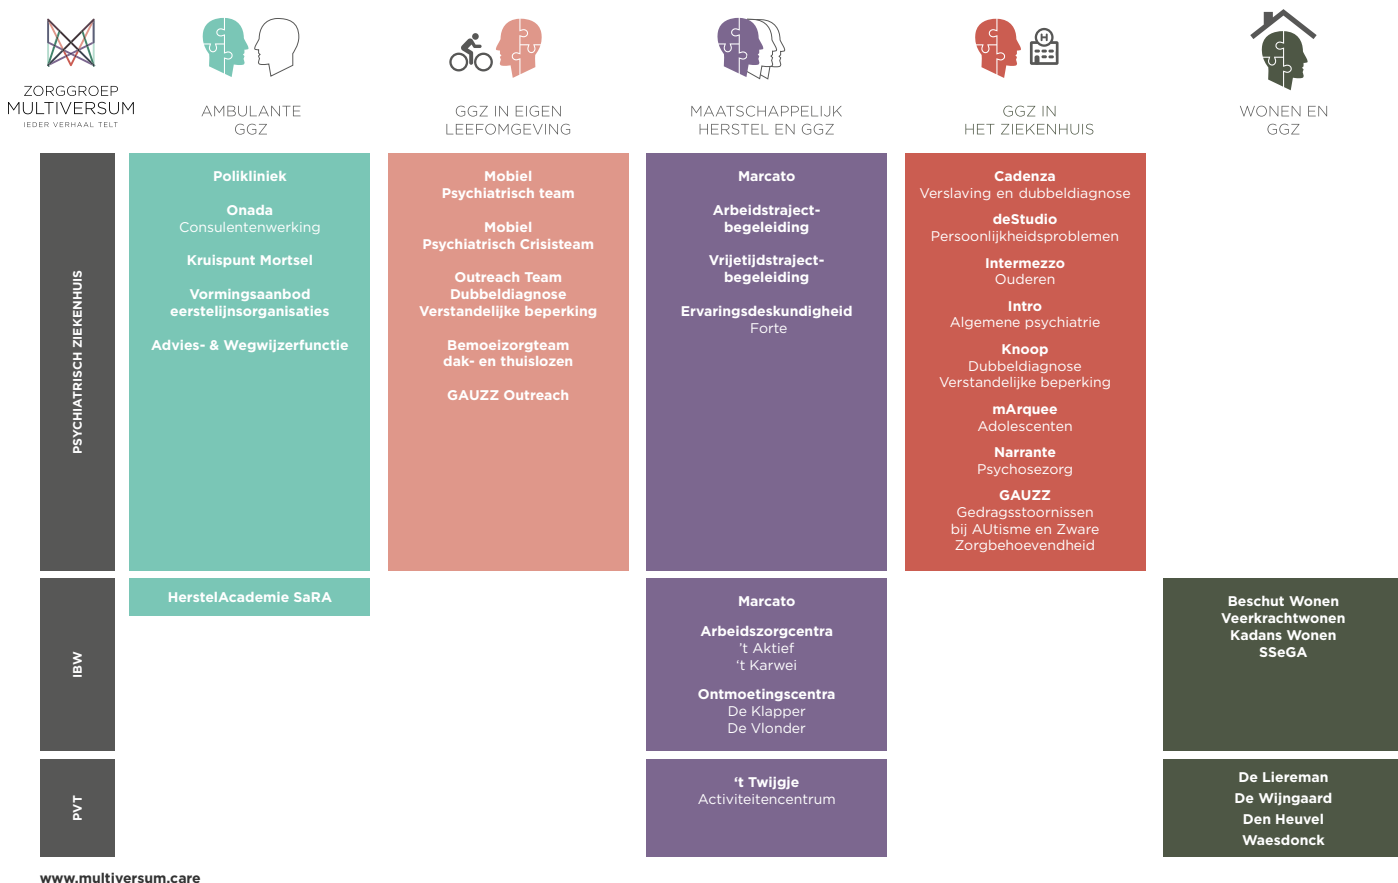 ZORGGROEP
MULTIVERSUM
IEDER VERHAAL TELT
AMBULANTE
GGZ
GGZ IN EIGEN
LEEFOMGEVING
MAATSCHAPPELIJK
HERSTEL EN GGZ
H
GGZ IN
HET ZIEKENHUIS
WONEN EN
GGZ
PSYCHIATRISCH ZIEKENHUIS
Polikliniek
Onada
Consulentenwerking
Kruispunt Mortsel
Vormingsaanbod
eerstelijnsorganisaties
Advies- & Wegwijzerfunctie
Mobiel
Psychiatrisch team
Mobiel
Psychiatrisch Crisisteam
Outreach Team
Dubbeldiagnose
Verstandelijke beperking
Bemoeizorgteam
dak- en thuislozen
GAUZZ Outreach
Marcato
Arbeidstraject-
begeleiding
Vrijetijdstraject-
begeleiding
Ervaringsdeskundigheid
Forte
Cadenza
Verslaving en dubbeldiagnose
deStudio
Persoonlijkheidsproblemen
Intermezzo
Ouderen
Intro
Algemene psychiatrie
Knoop
Dubbeldiagnose
Verstandelijke beperking
mArquee
Adolescenten
Narrante
Psychosezorg
GAUZZ
Gedragsstoornissen
bij AUtisme en Zware
Zorgbehoevendheid
IBW
HerstelAcademie SaRA
Marcato
Arbeidszorgcentra
’t Aktief
‘t Karwei
Ontmoetingscentra
De Klapper
De Vlonder
Beschut Wonen
Veerkrachtwonen
Kadans Wonen
SSeGA
PVT
‘t Twijgje
Activiteitencentrum
De Liereman
De Wijngaard
Den Heuvel
Waesdonck
www.multiversum.care